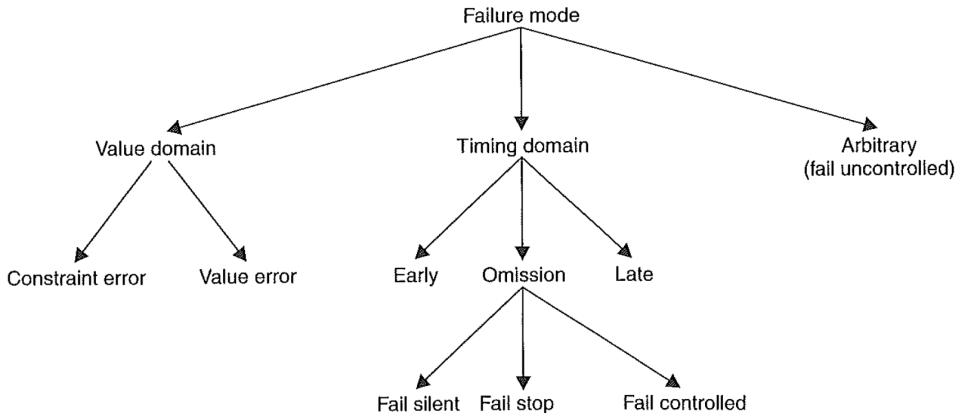 Failure mode
Value domain
Timing domain
Arbitrary
(fail uncontrolled)
Constraint error
Value error
Early
Omission
Late
Fail silent
Fail stop
Fail controlled